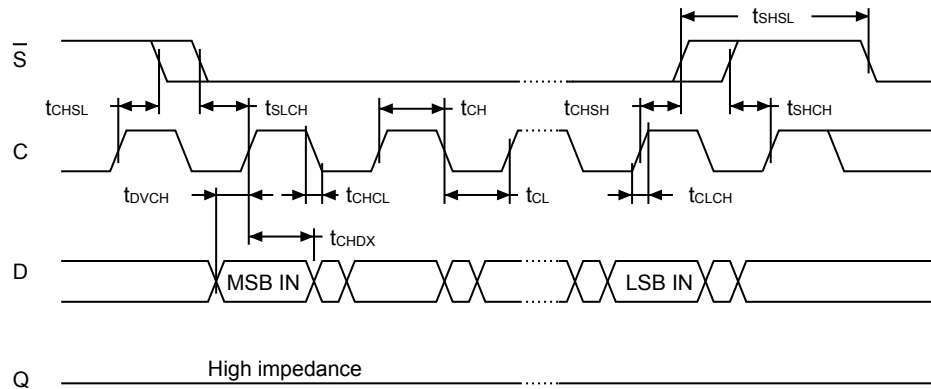 tSHSL
S
tCHSL
tSLCH
tCH
tCHSH
tSHCH
C
tDVCH
tCHCL
tCL
tCLCH
tCHDX
D
MSB IN
LSB IN
High impedance
Q